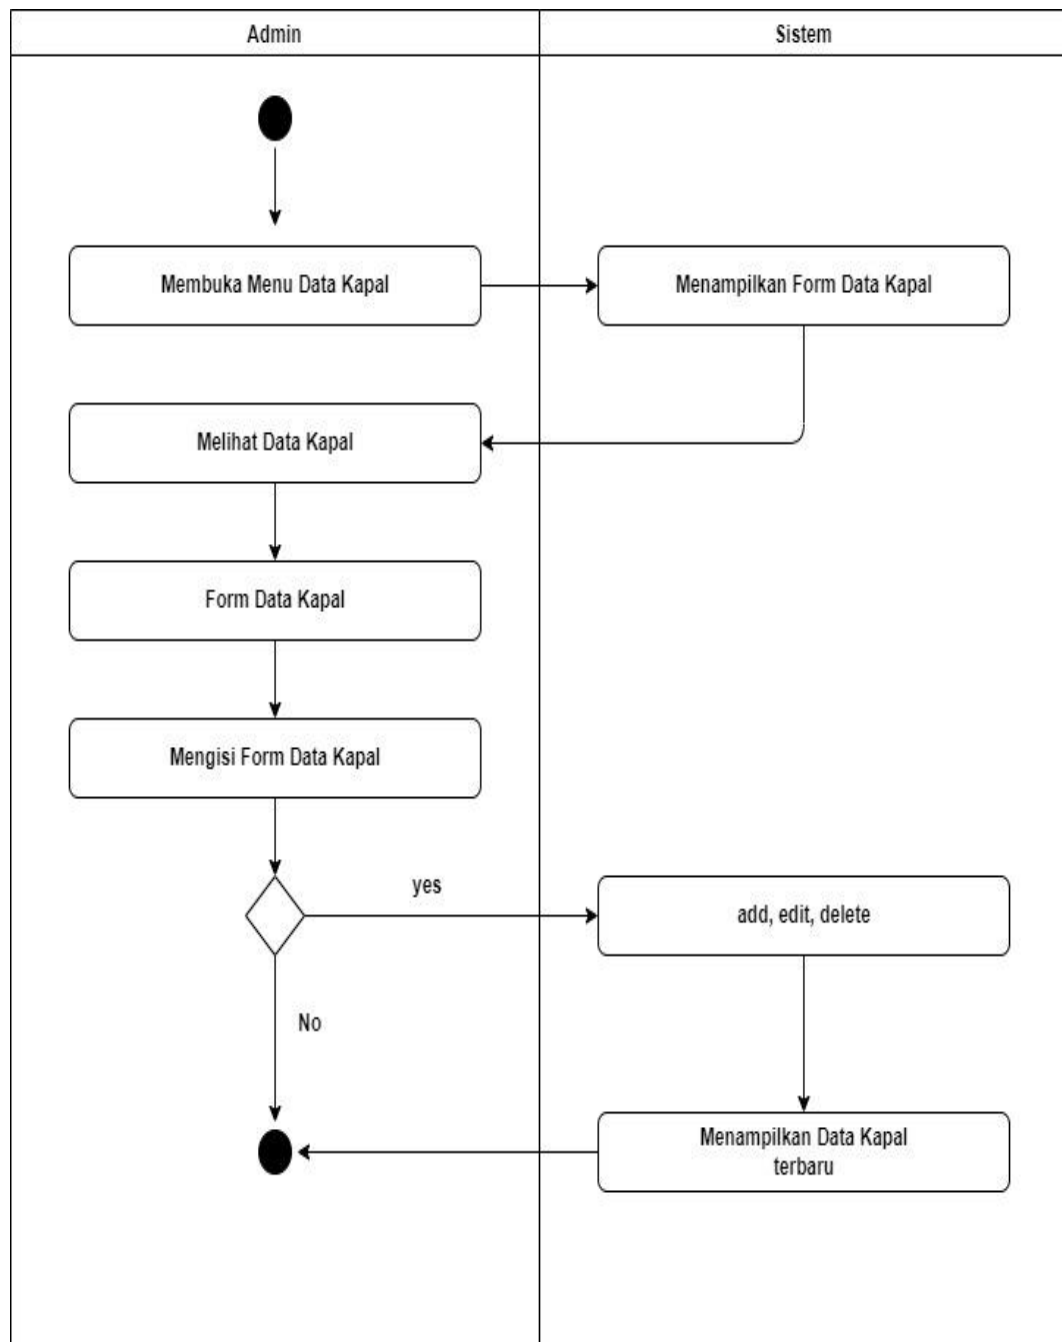 Admin
Sistem
Membuka Menu Data Kapal
Menampilkan Form Data Kapal
Melihat Data Kapal
Form Data Kapal
Mengisi Form Data Kapal
yes
add, edit, delete
No
Menampilkan Data Kapal
terbaru